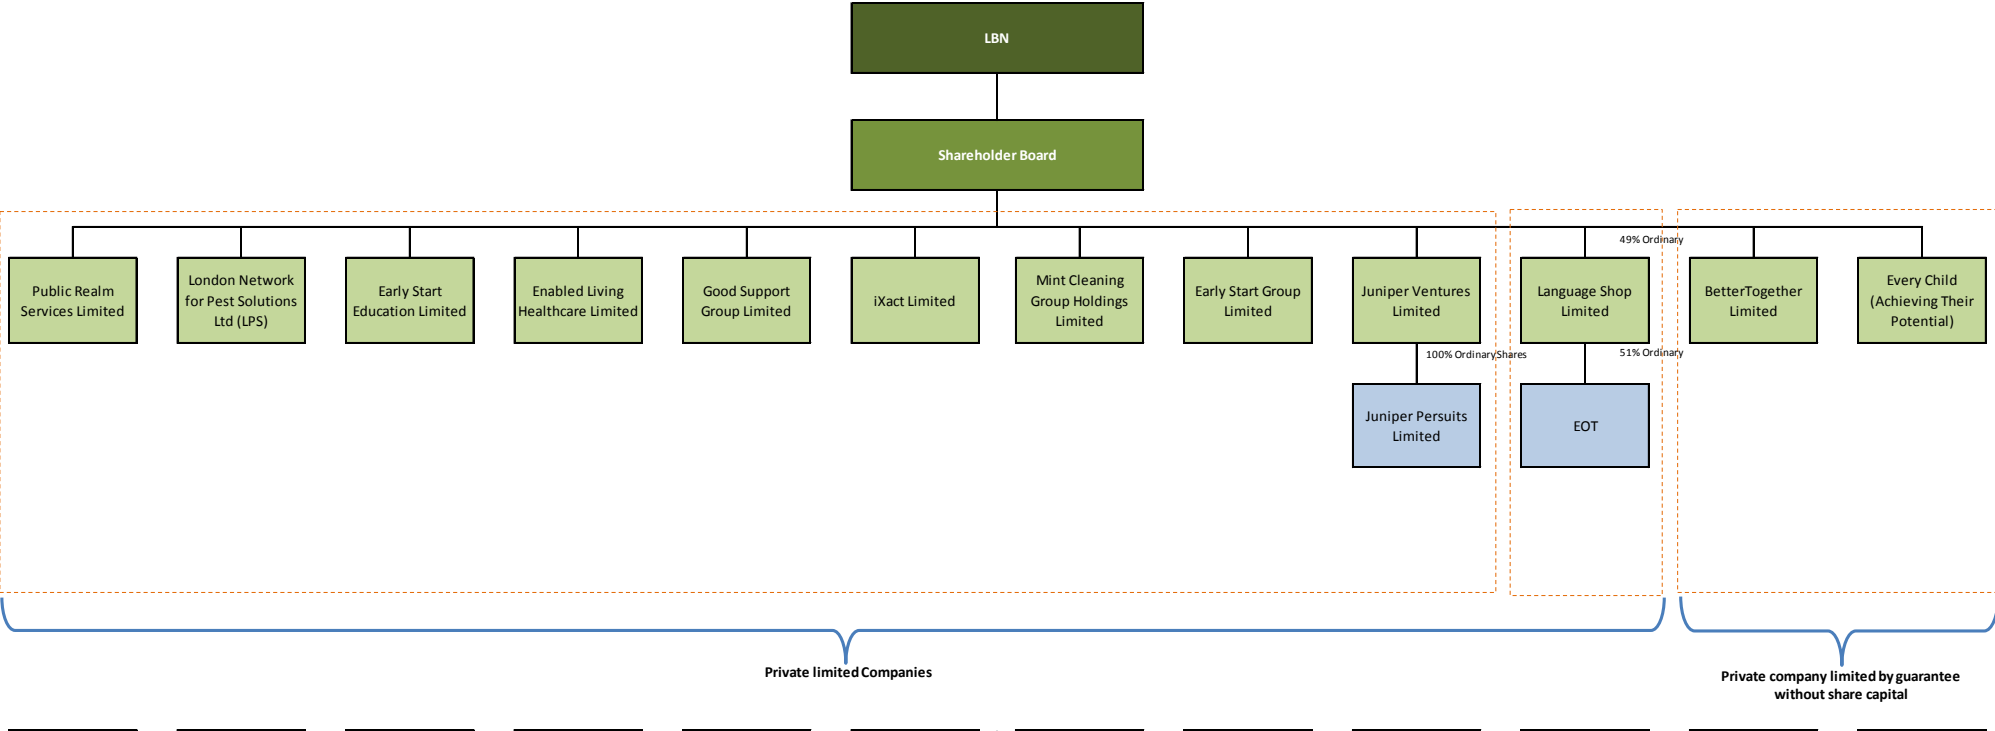 LBN
Shareholder Board
49% Ordinary
Public Realm
Services Limited
London Network
for Pest Solutions
Ltd (LPS)
Early Start
Education Limited
Enabled Living
Healthcare Limited
Good Support
Group Limited
iXact Limited
Mint Cleaning
Group Holdings
Limited
Early Start Group
Limited
Juniper Ventures
Limited
Language Shop
Limited
BetterTogether
Limited
Every Child
(Achieving Their
Potential)
100% Ordinary Shares
51% Ordinary
Juniper Persuits
Limited
EOT
Private limited Companies
Private company limited by guarantee
without share capital